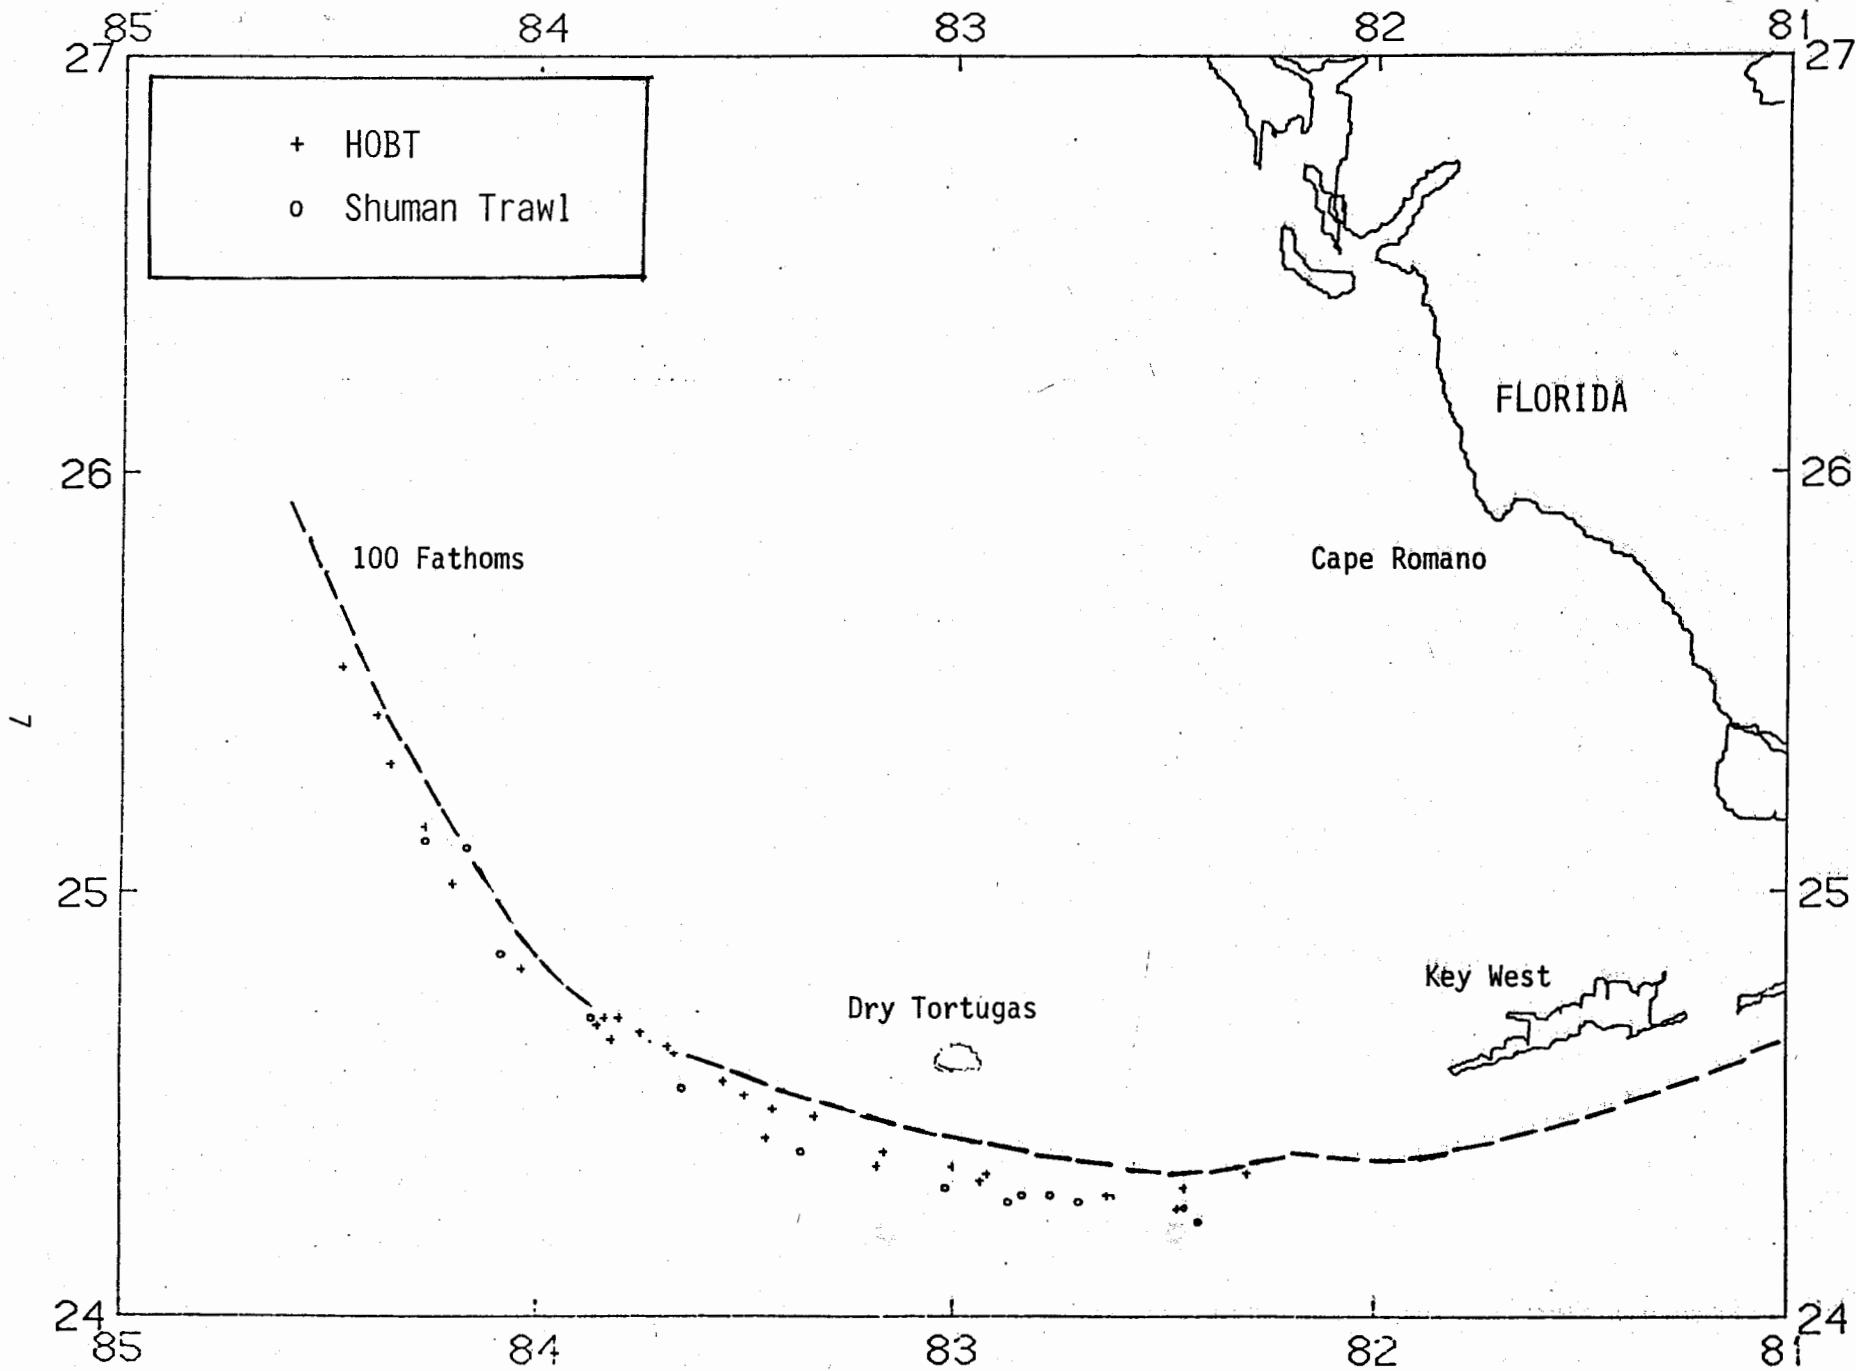 85 84 83 82 81
27 27
+ HOBT
o Shuman Trawl
FLORIDA
26 26
100 Fathoms
Cape Romano
7
25 25
Key West
Dry Tortugas
24 24
85 84 83 82 81